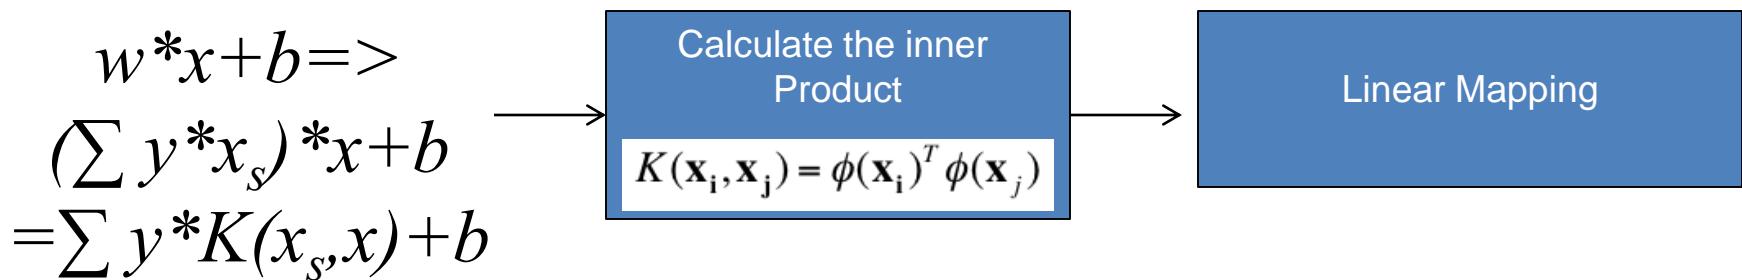 w*x+b=>
(∑ y*xₛ)*x+b
=∑ y*K(xₛ,x)+b
Calculate the inner
Product
K(xᵢ,xⱼ) = ϕ(xᵢ)ᵀ ϕ(xⱼ)
Linear Mapping